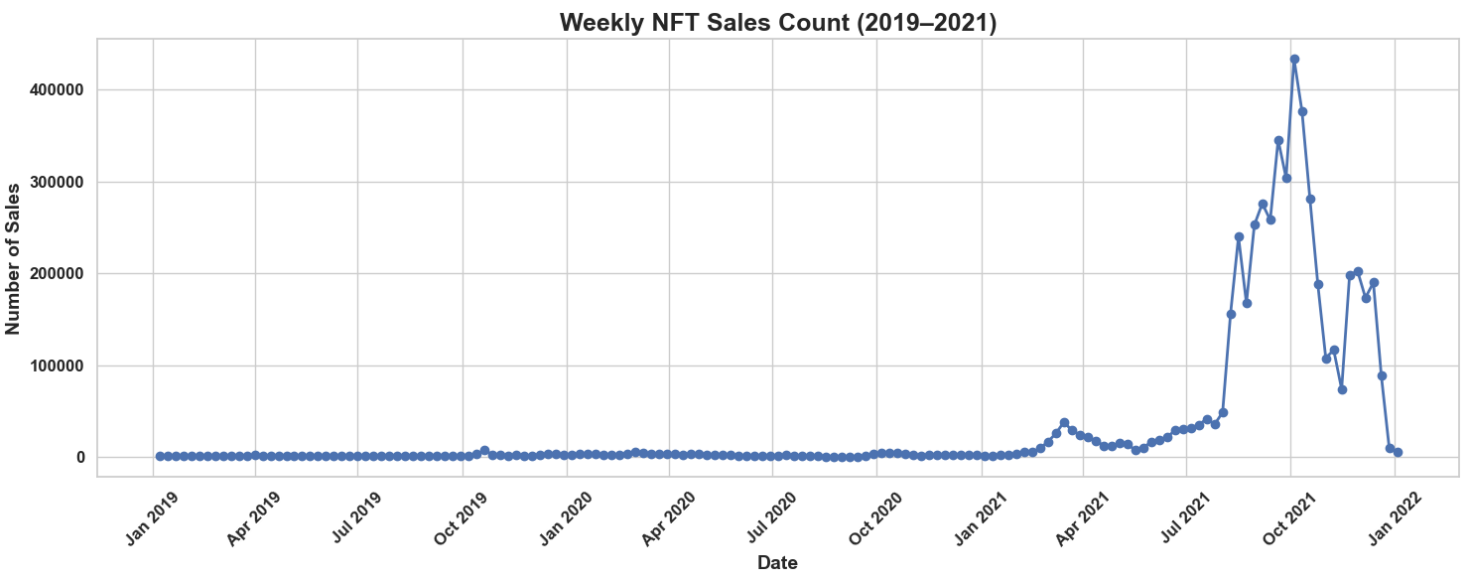 Weekly NFT Sales Count (2019–2021)
Number of Sales
400000
300000
200000
100000
0
Jan 2019
Apr 2019
Jul 2019
Oct 2019
Jan 2020
Apr 2020
Jul 2020
Oct 2020
Jan 2021
Apr 2021
Jul 2021
Oct 2021
Jan 2022
Date